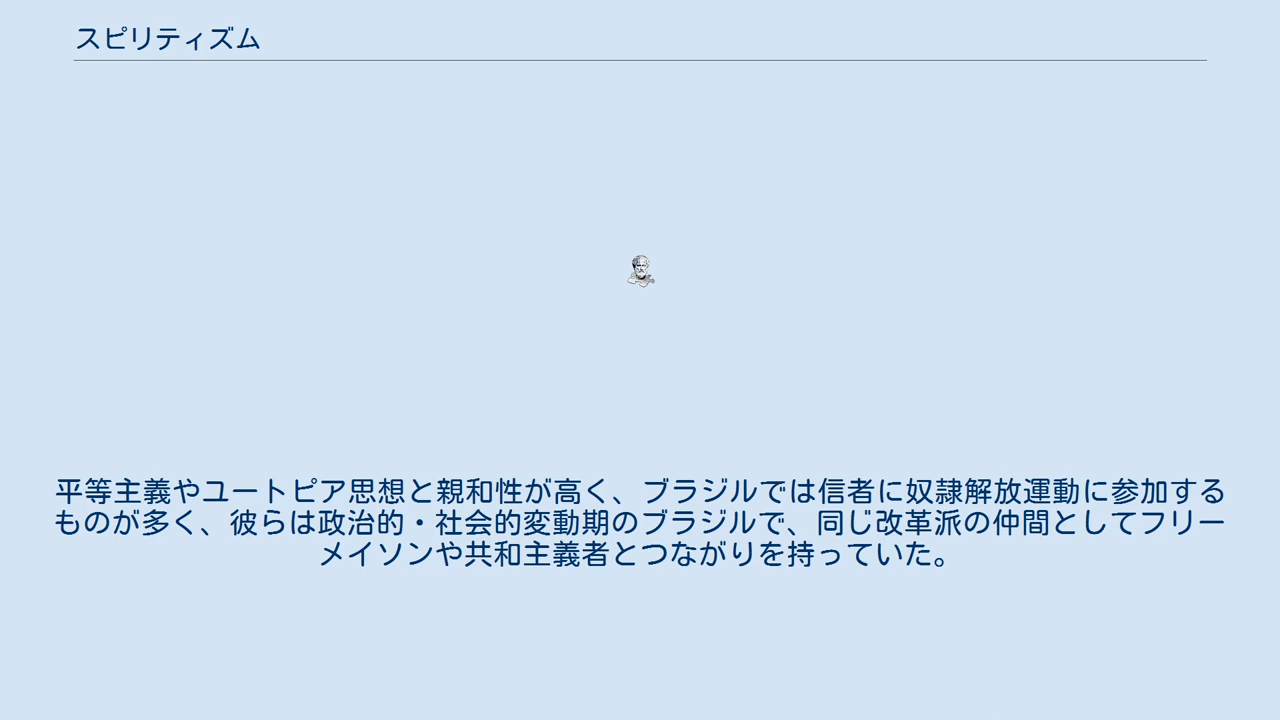 スピリティズム
平等主義やユートピア思想と親和性が高く、ブラジルでは信者に奴隷解放運動に参加する
ものが多く、彼らは政治的・社会的変動期のブラジルで、同じ改革派の仲間としてフリー
メイソンや共和主義者とつながりを持っていた。